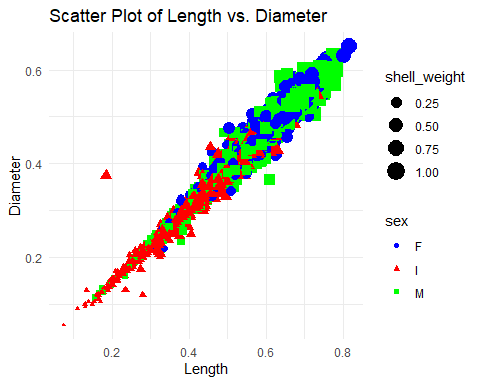 Scatter Plot of Length vs. Diameter
Diameter
0.6
0.4
0.2
0.2 0.4 0.6 0.8
Length
shell_weight
0.25
0.50
0.75
1.00
sex
F
I
M